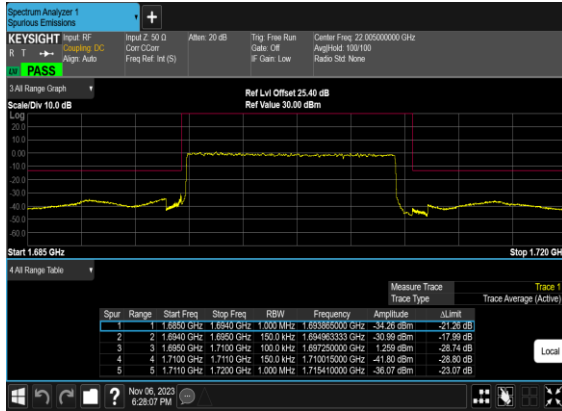 Spectrum Analyzer 1
Spurious Emissions
+
KEYSIGHT Input: RF Input Z: 50 Ω Atten: 20 dB Trig: Free Run Center Freq: 22.005000000 GHz
R T Coupling: DC Corr CCorr Gate: Off Avg|Hold: 100/100
Align: Auto Freq Ref: Int (S) IF Gain: Low Radio Std: None
PASS
3 All Range Graph
Scale/Div 10.0 dB Ref Lvl Offset 25.40 dB
Ref Value 30.00 dBm
Log
20.0
10.0
0.00
-10.0
-20.0
-30.0
-40.0
-50.0
-60.0
Start 1.685 GHz Stop 1.720 GH
4 All Range Table
Measure Trace Trace 1
Trace Type Trace Average (Active)
Spur Range Start Freq Stop Freq RBW Frequency Amplitude ΔLimit
1 1 1.6850 GHz 1.6940 GHz 1.000 MHz 1.693865000 GHz -34.26 dBm -21.26 dB
2 2 1.6940 GHz 1.6950 GHz 150.0 kHz 1.694963333 GHz -30.99 dBm -17.99 dB
3 3 1.6950 GHz 1.7100 GHz 100.0 kHz 1.697250000 GHz 1.259 dBm -28.74 dB
4 4 1.7100 GHz 1.7110 GHz 150.0 kHz 1.710015000 GHz -41.80 dBm -28.80 dB
5 5 1.7110 GHz 1.7200 GHz 1.000 MHz 1.715410000 GHz -36.07 dBm -23.07 dB
Local
? Nov 06, 2023
6:28:07 PM